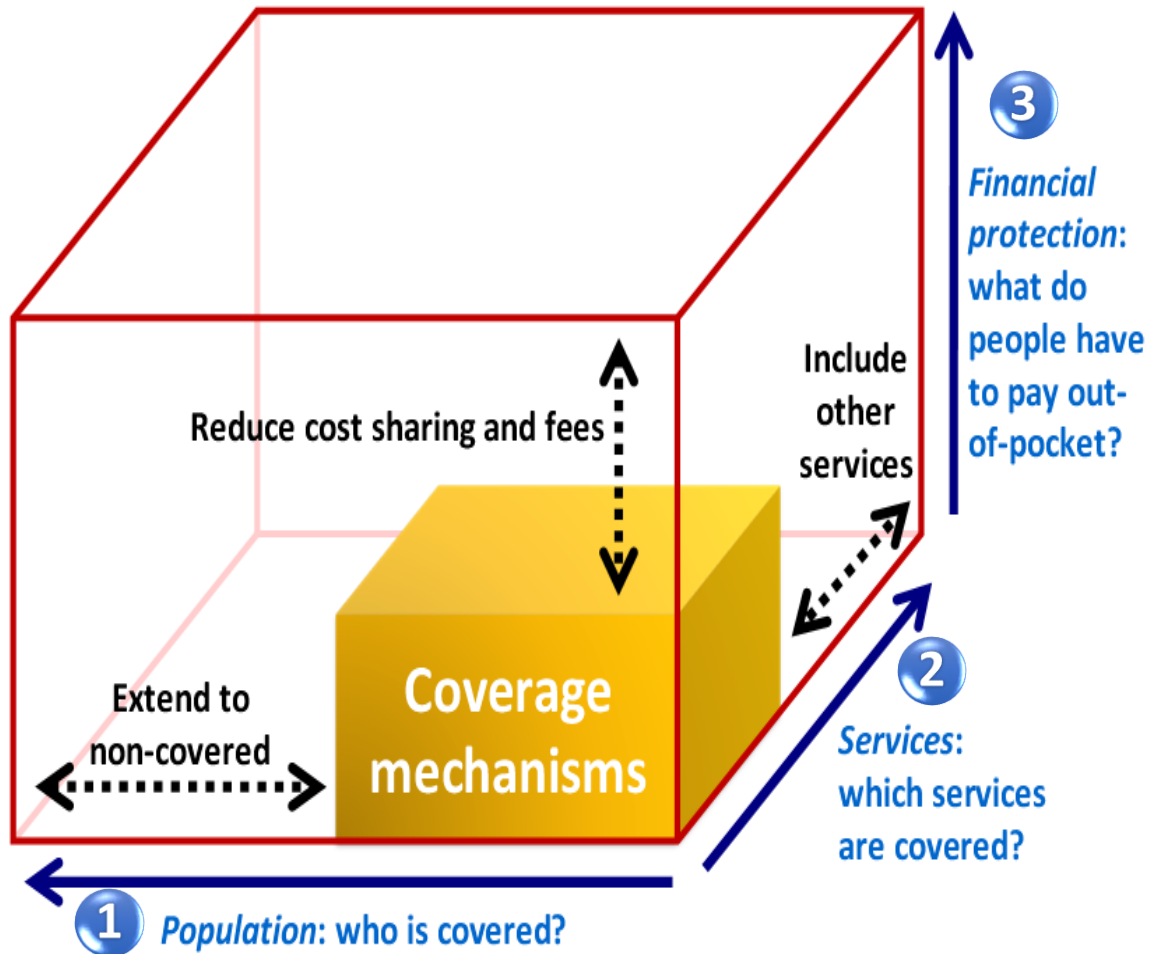 3
Financial
protection:
what do
people have
to pay out-
of-pocket?
Include
other
services
Reduce cost sharing and fees
Extend to
non-covered
Coverage
mechanisms
2
Services:
which services
are covered?
1
Population: who is covered?